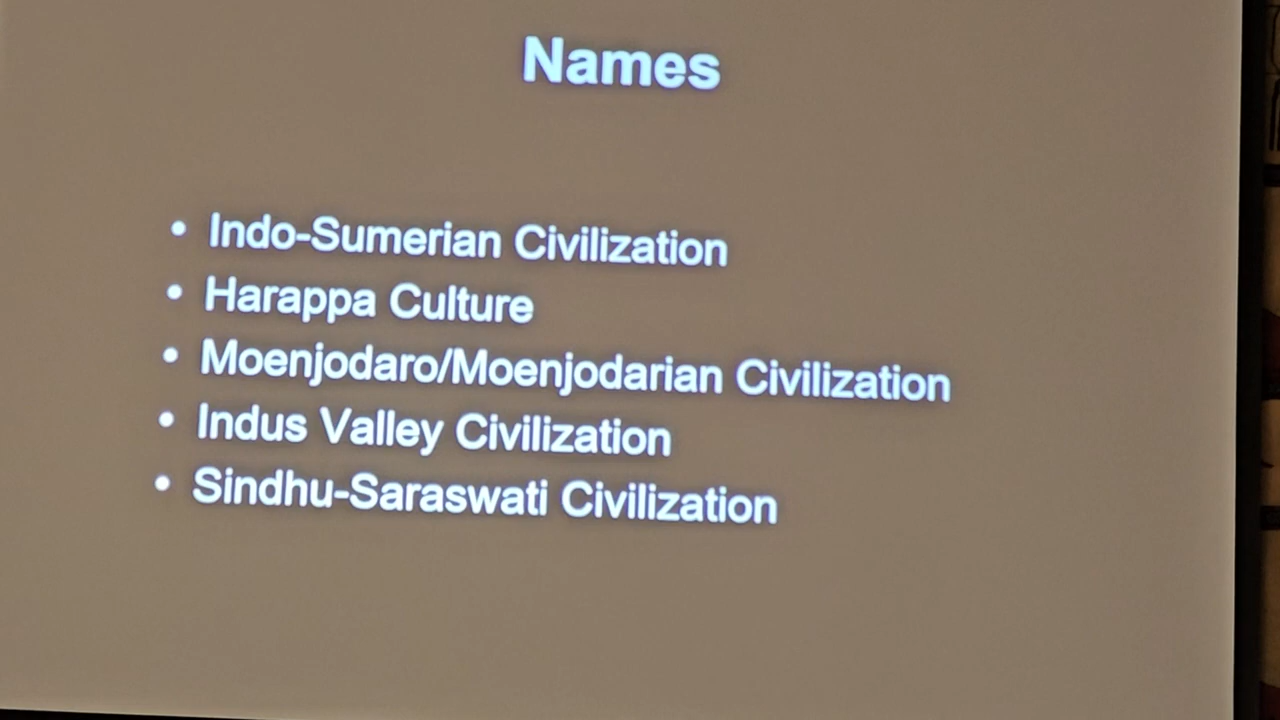 Names
• Indo-Sumerian Civilization
• Harappa Culture
• Moenjodaro/Moenjodarian Civilization
• Indus Valley Civilization
• Sindhu-Saraswati Civilization